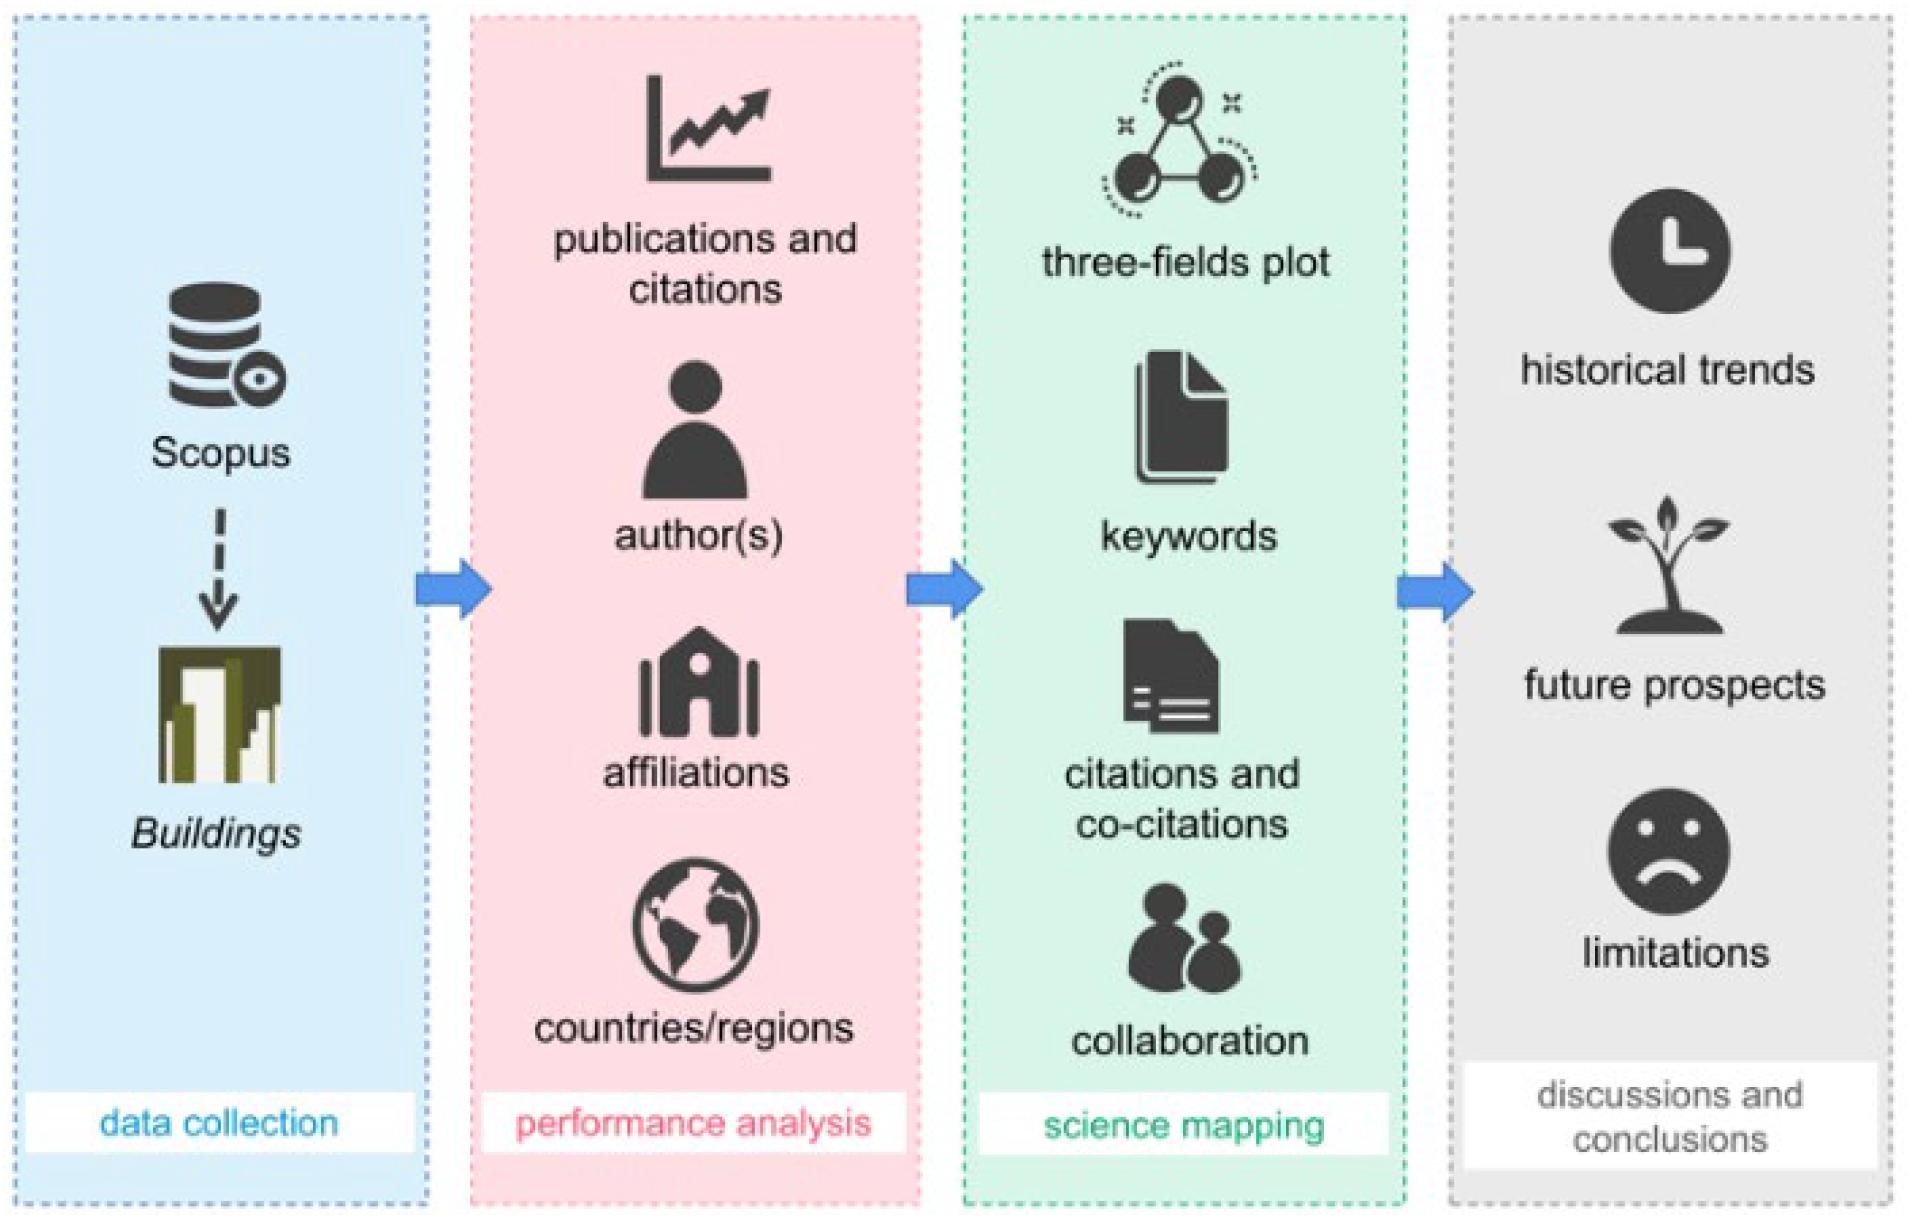 Scopus
Buildings
data collection
publications and
citations
author(s)
affiliations
countries/regions
performance analysis
three-fields plot
keywords
citations and
co-citations
collaboration
science mapping
historical trends
future prospects
limitations
discussions and
conclusions